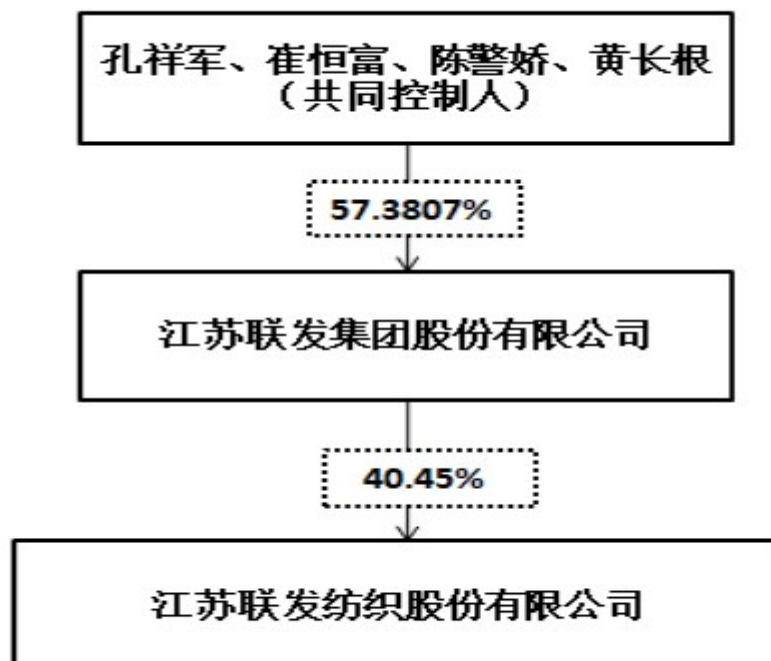 孔祥军、崔恒富、陈警娇、黄长根
（共同控制人）
57.3807%
江苏联发集团股份有限公司
40.45%
江苏联发纺织股份有限公司